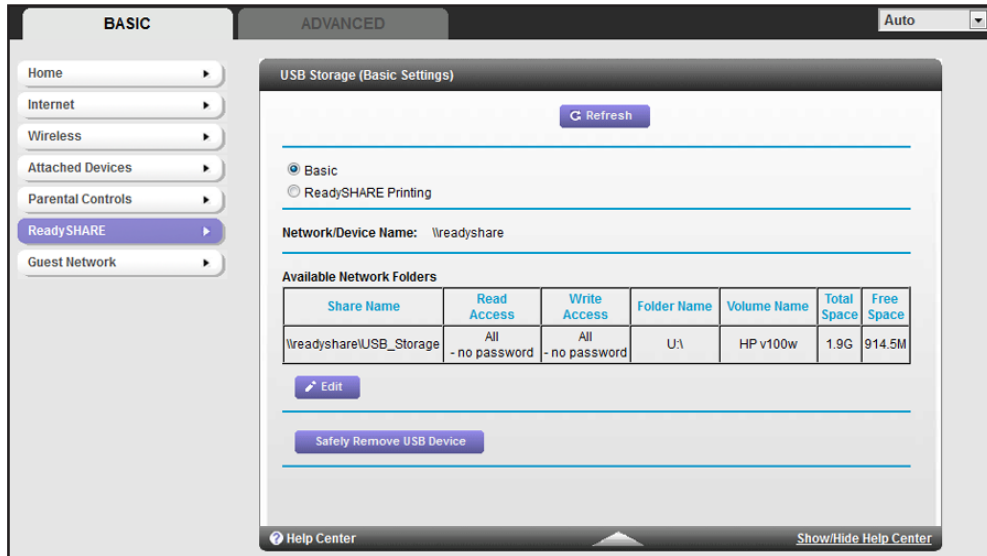 BASIC
ADVANCED
Auto
Home
Internet
Wireless
Attached Devices
Parental Controls
ReadySHARE
Guest Network
USB Storage (Basic Settings)
Refresh
Basic
ReadySHARE Printing
Network/Device Name: \\readyshare
Available Network Folders
Share Name Read Access Write Access Folder Name Volume Name Total Space Free Space
\\readyshare\USB_Storage All - no password All - no password U:\ HP v100w 1.9G 914.5M
Edit
Safely Remove USB Device
Help Center
Show/Hide Help Center